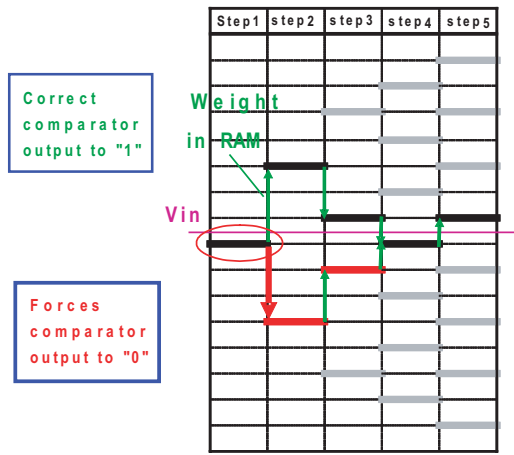 Step1 step2 step3 step4 step5
Correct
comparator
output to "1"
Weight
in RAM
Vin
Forces
comparator
output to "0"